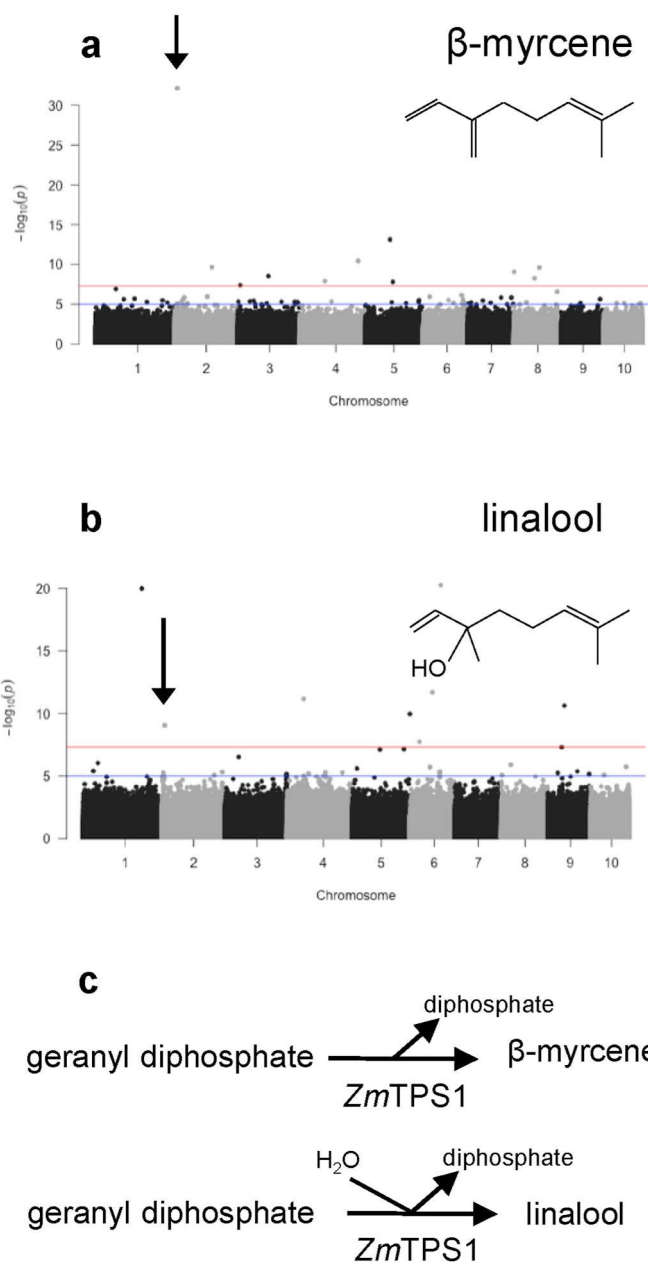 a
β-myrcene
30
25
20
15
10
5
0
−log10(p)
1 2 3 4 5 6 7 8 9 10
Chromosome
b
linalool
20
15
10
5
0
−log10(p)
HO
1 2 3 4 5 6 7 8 9 10
Chromosome
c
diphosphate
geranyl diphosphate β-myrcene
ZmTPS1
H₂O diphosphate
geranyl diphosphate linalool
ZmTPS1